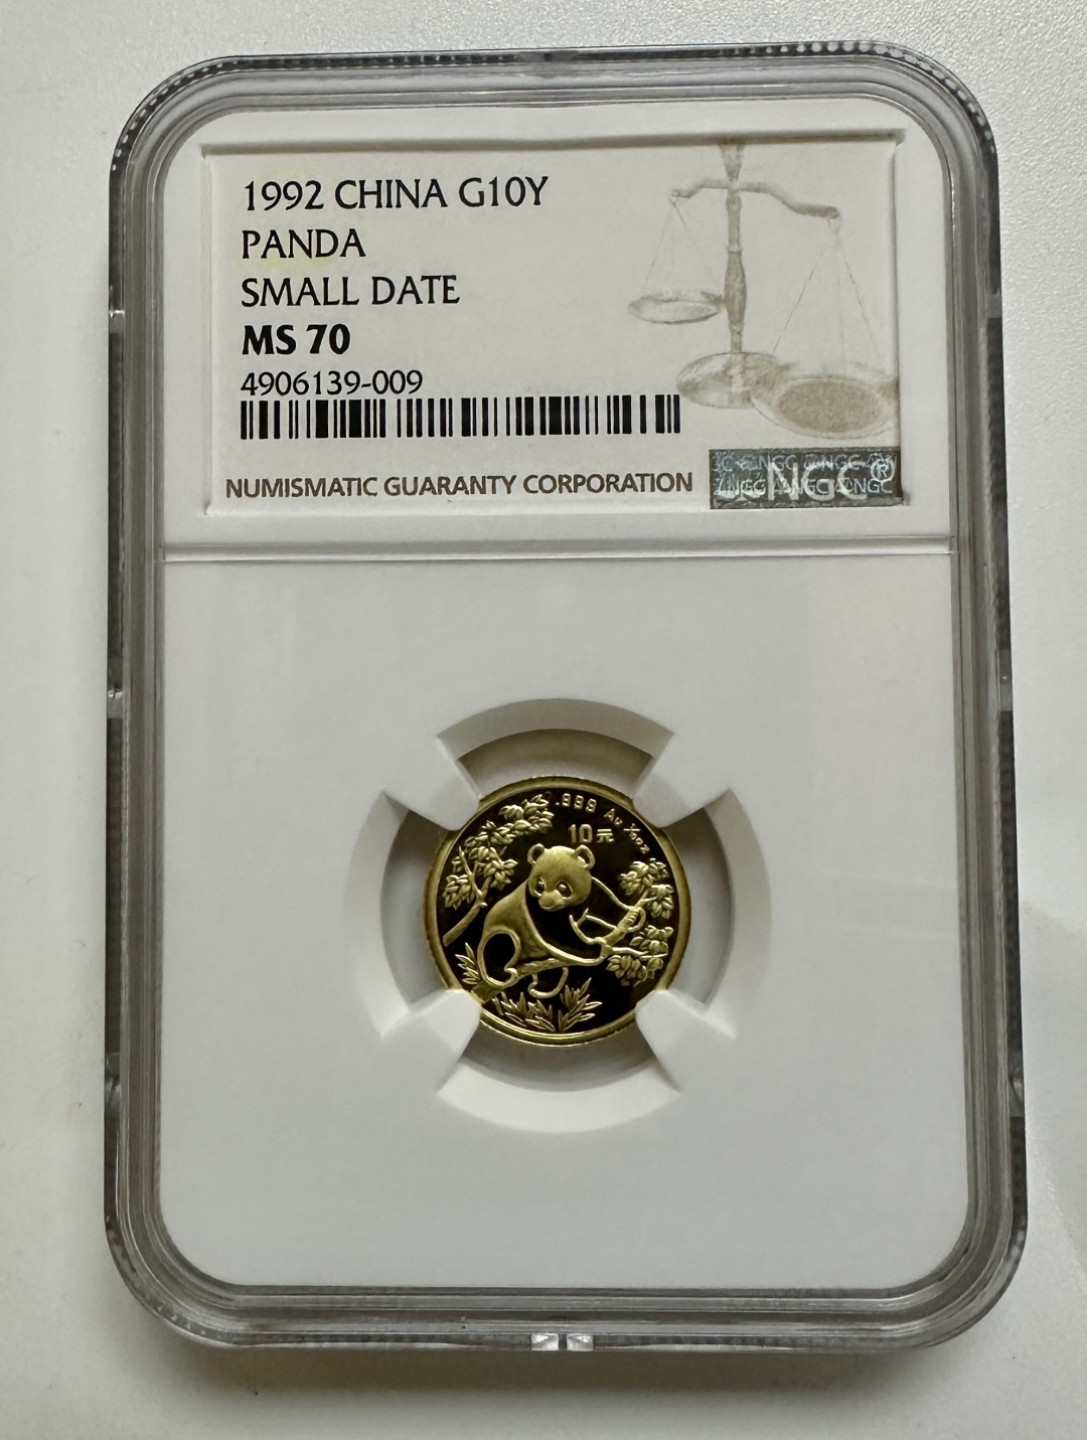 1992 CHINA G10Y
PANDA
SMALL DATE
MS 70
4906139-009
NUMISMATIC GUARANTY CORPORATION
NGC®
.999 Au 1/10oz
10元